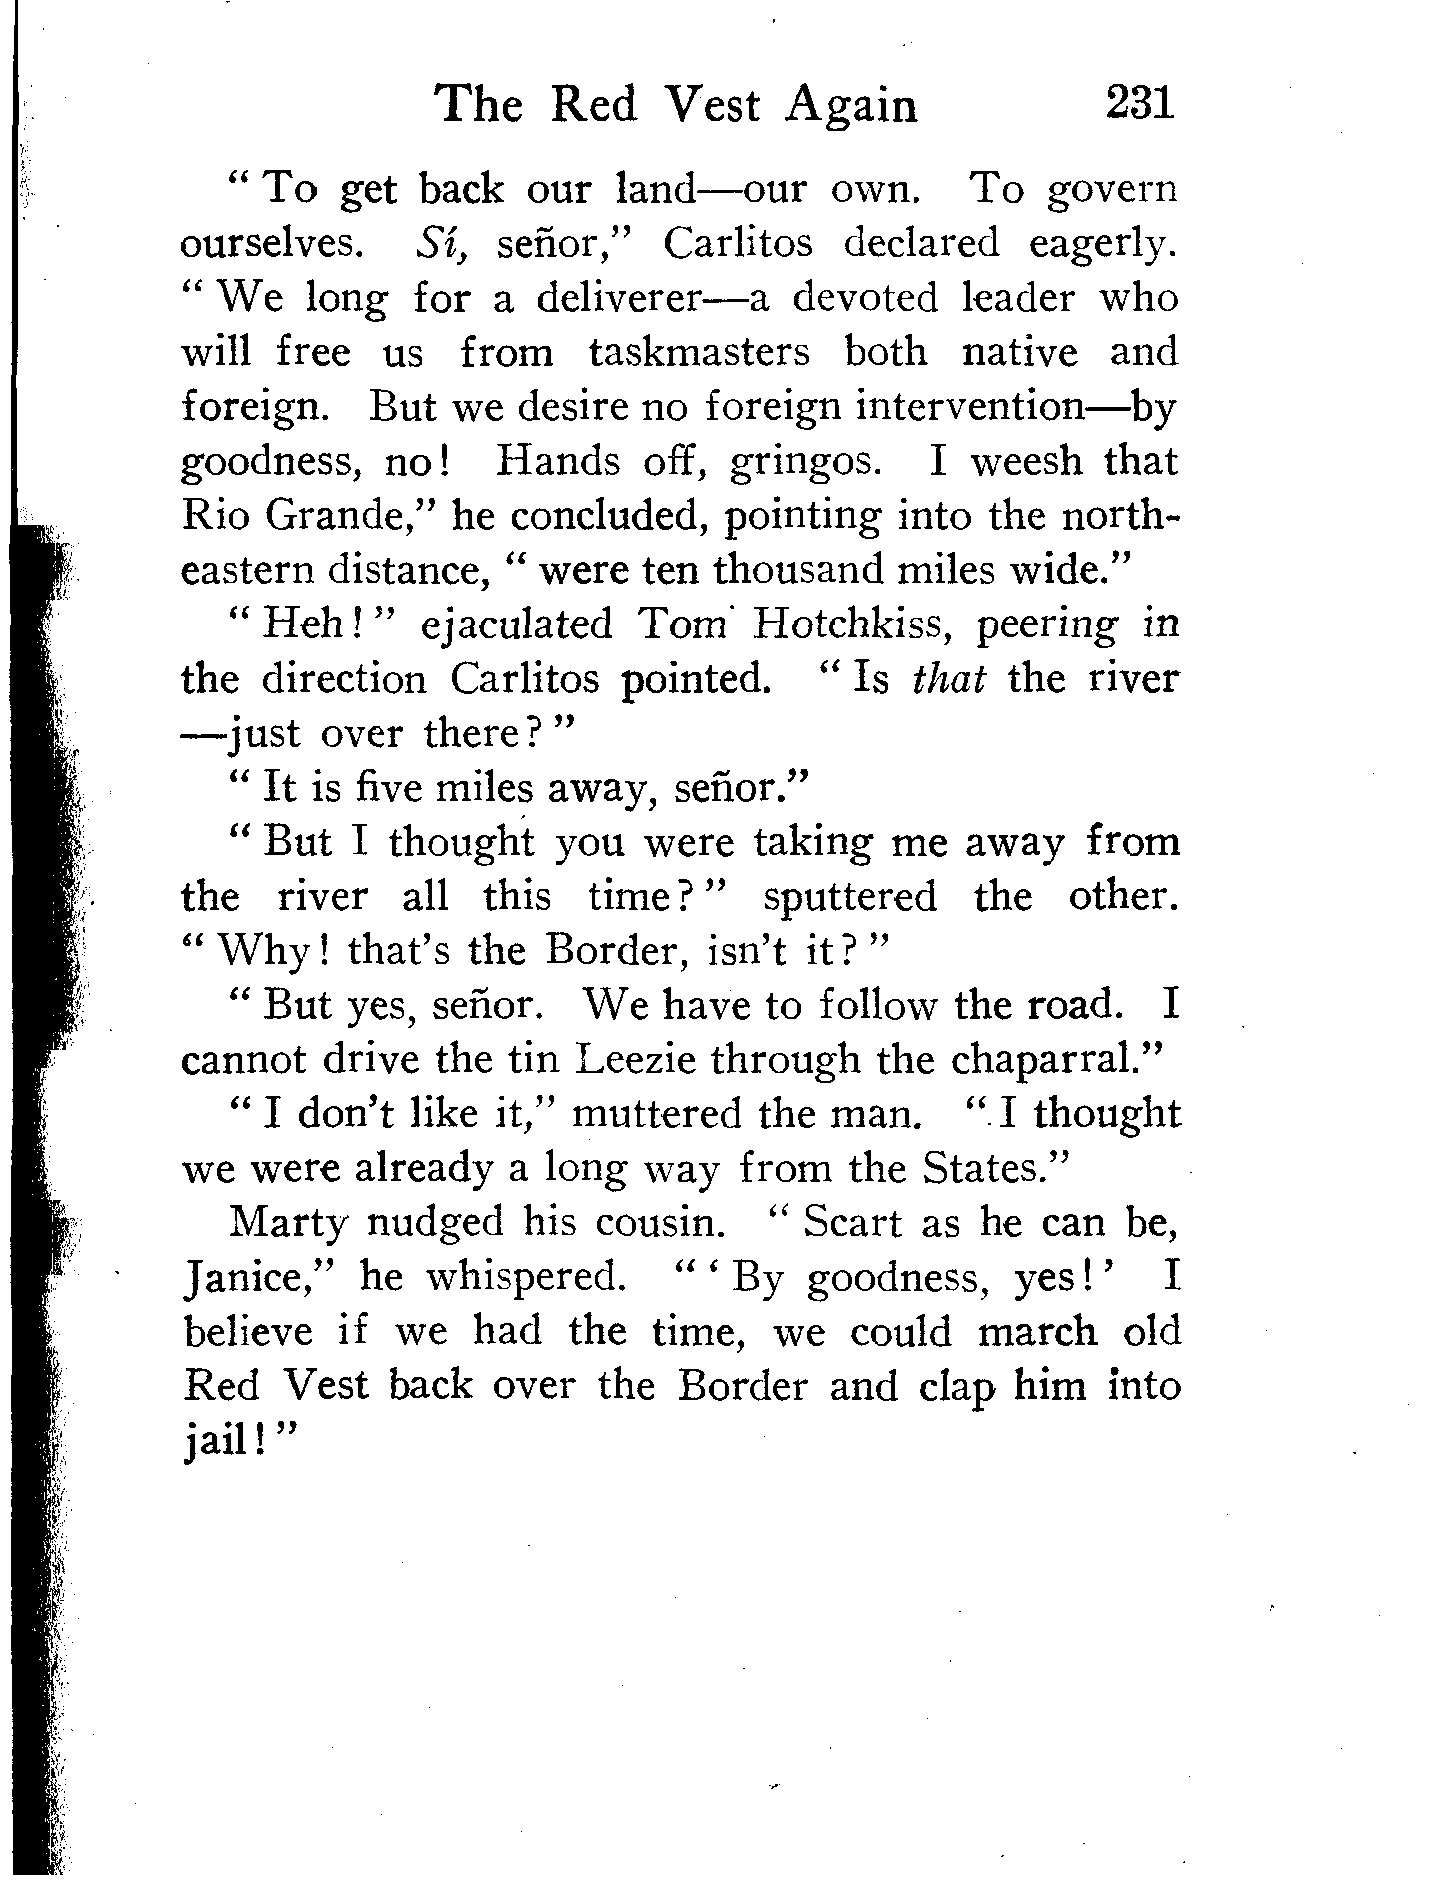 The Red Vest Again 231
“ To get back our land—our own. To govern
ourselves. Sí, señor,” Carlitos declared eagerly.
“ We long for a deliverer—a devoted leader who
will free us from taskmasters both native and
foreign. But we desire no foreign intervention—by
goodness, no! Hands off, gringos. I weesh that
Rio Grande,” he concluded, pointing into the north-
eastern distance, “ were ten thousand miles wide.”
“ Heh! ” ejaculated Tom Hotchkiss, peering in
the direction Carlitos pointed. “ Is that the river
—just over there? ”
“ It is five miles away, señor.”
“ But I thought you were taking me away from
the river all this time? ” sputtered the other.
“ Why! that’s the Border, isn’t it? ”
“ But yes, señor. We have to follow the road. I
cannot drive the tin Leezie through the chaparral.”
“ I don’t like it,” muttered the man. “ I thought
we were already a long way from the States.”
Marty nudged his cousin. “ Scart as he can be,
Janice,” he whispered. “ ‘ By goodness, yes! ’ I
believe if we had the time, we could march old
Red Vest back over the Border and clap him into
jail! ”